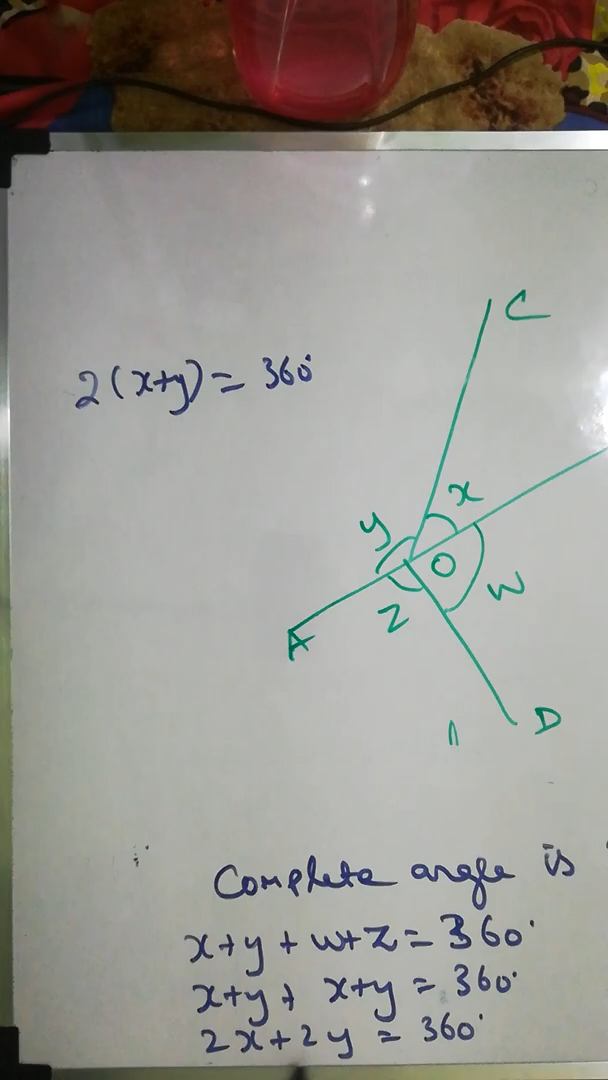 C
2(x+y) = 360°
x
y
O
w
z
A
D
Complete angle is
x+y + w+z = 360°
x+y+ x+y = 360°
2x+2y = 360°